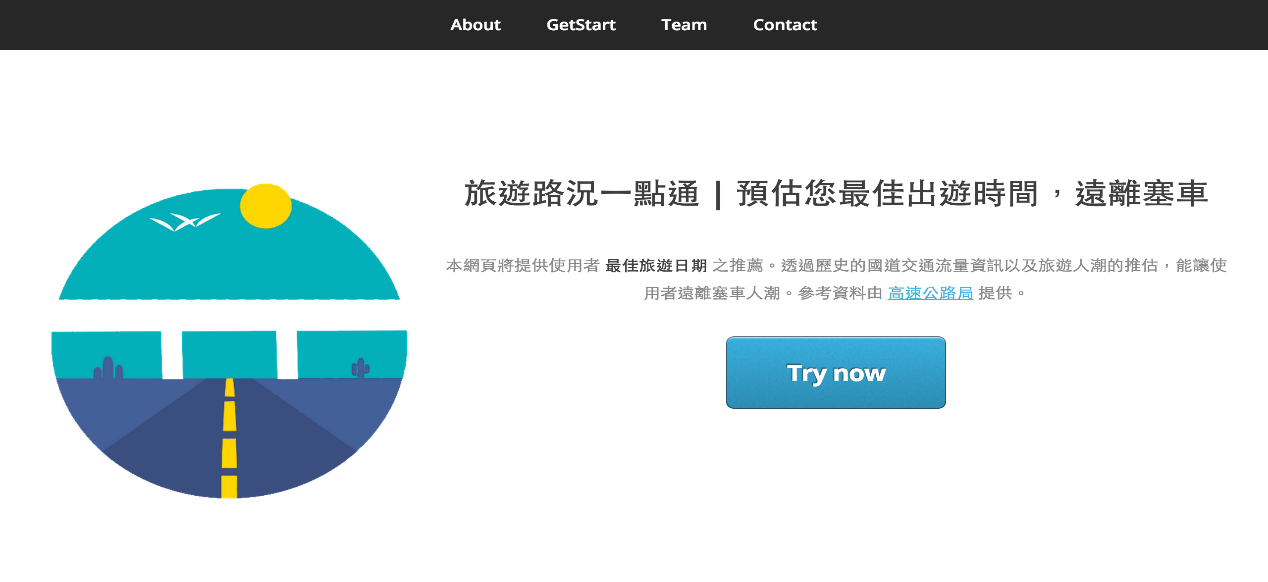 About GetStart Team Contact
旅遊路況一點通 | 預估您最佳出遊時間，遠離塞車
本網頁將提供使用者 最佳旅遊日期 之推薦。透過歷史的國道交通流量資訊以及旅遊人潮的推估，能讓使
用者遠離塞車人潮。參考資料由 高速公路局 提供。
Try now